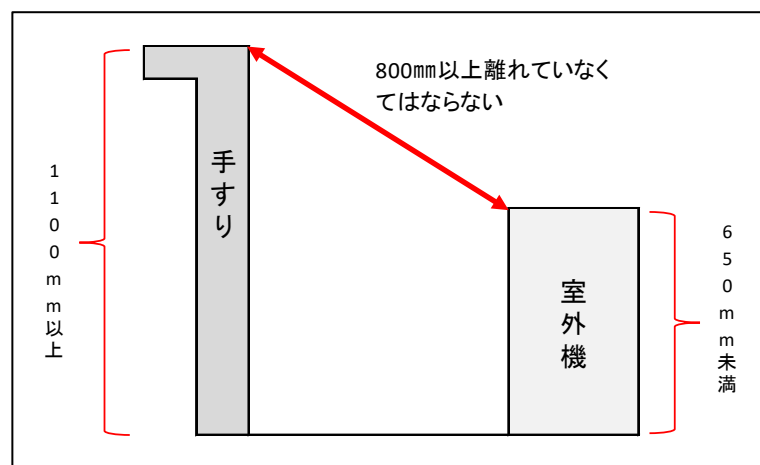 800㎜以上離れていなく
てはならない
手すり
1100mm以上
室外機
650mm未満